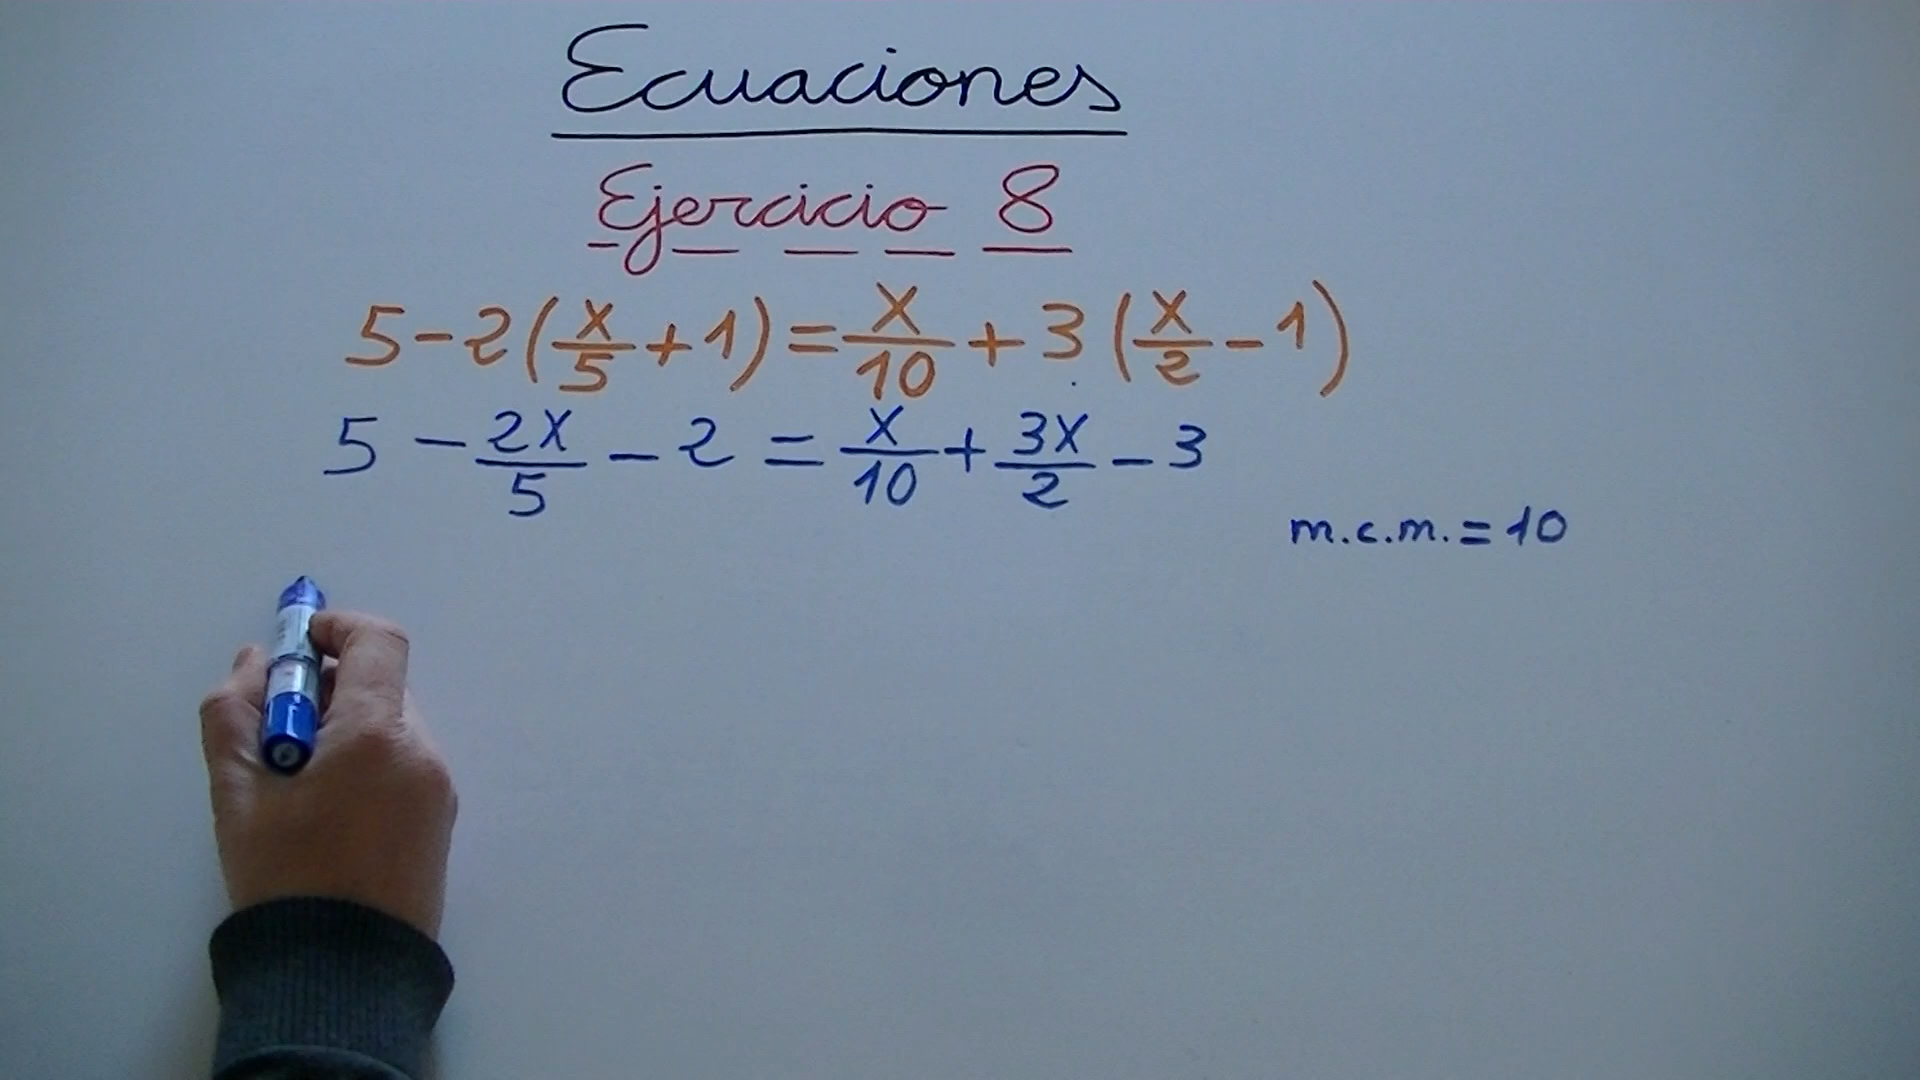 Ecuaciones
Ejercicio 8
5-2(x/5+1)=x/10+3(x/2-1)
5-2x/5-2=x/10+3x/2-3
m.c.m.=10